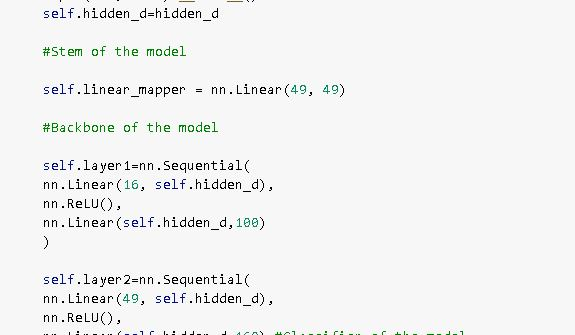 self.hidden_d=hidden_d
#Stem of the model
self.linear_mapper = nn.Linear(49, 49)
#Backbone of the model
self.layer1=nn.Sequential(
nn.Linear(16, self.hidden_d),
nn.ReLU(),
nn.Linear(self.hidden_d,100)
)
self.layer2=nn.Sequential(
nn.Linear(49, self.hidden_d),
nn.ReLU(),
nn.Linear(self.hidden_d,160) #Classifier of the model